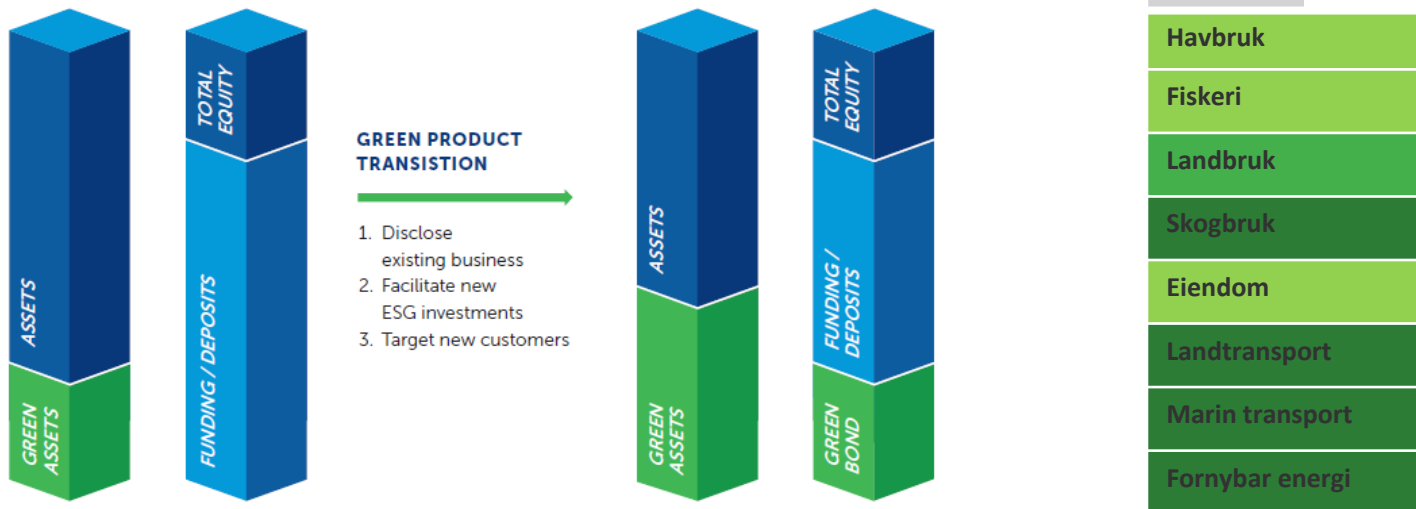 ASSETS
GREEN
ASSETS
TOTAL
EQUITY
FUNDING / DEPOSITS
GREEN PRODUCT
TRANSISTION
1. Disclose
existing business
2. Facilitate new
ESG investments
3. Target new customers
ASSETS
GREEN
ASSETS
TOTAL
EQUITY
FUNDING /
DEPOSITS
GREEN
BOND
Havbruk
Fiskeri
Landbruk
Skogbruk
Eiendom
Landtransport
Marin transport
Fornybar energi